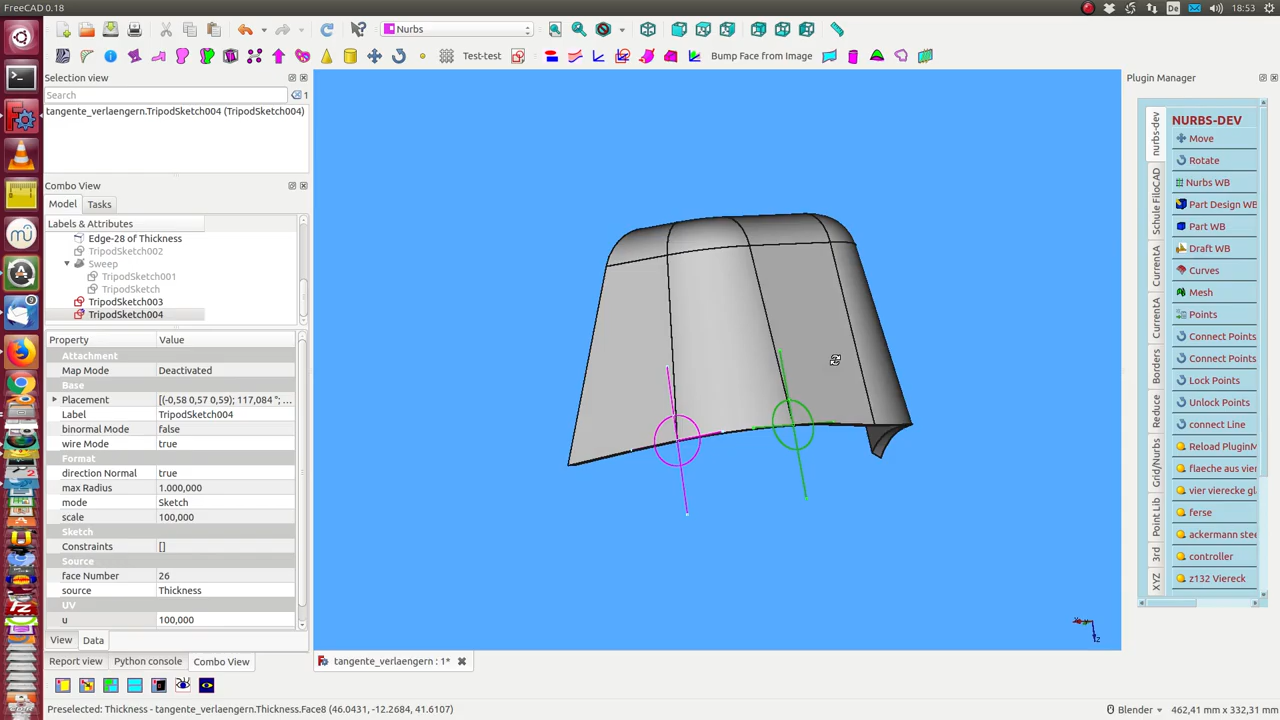 FreeCAD 0.18
De
18:53
Nurbs
Test-test
Bump Face from Image
Selection view
Search
1
tangente_verlaengern.TripodSketch004 (TripodSketch004)
Combo View
Model
Tasks
Labels & Attributes
Edge-28 of Thickness
TripodSketch002
Sweep
TripodSketch001
TripodSketch
TripodSketch003
TripodSketch004
Property
Value
Attachment
Map Mode
Deactivated
Base
Placement
[(-0,58 0,57 0,59); 117,084 °; ...
Label
TripodSketch004
binormal Mode
false
wire Mode
true
Format
direction Normal
true
max Radius
1.000,000
mode
Sketch
scale
100,000
Sketch
Constraints
[]
Source
face Number
26
source
Thickness
UV
u
100,000
View
Data
Report view
Python console
Combo View
tangente_verlaengern : 1*
Plugin Manager
nurbs-dev
Schule FiloCAD
CurrentA
CurrentA
Borders
Reduce
Grid/Nurbs
Point Lib
3rd
XYZ
NURBS-DEV
Move
Rotate
Nurbs WB
Part Design WB
Part WB
Draft WB
Curves
Mesh
Points
Connect Points
Connect Points
Lock Points
Unlock Points
connect Line
Reload PluginM
flaeche aus vier
vier vierecke gl
ferse
ackermann stee
controller
z132 Viereck
Preselected: Thickness - tangente_verlaengern.Thickness.Face8 (46.0431, -12.2684, 41.6107)
Blender
462,41 mm x 332,31 mm